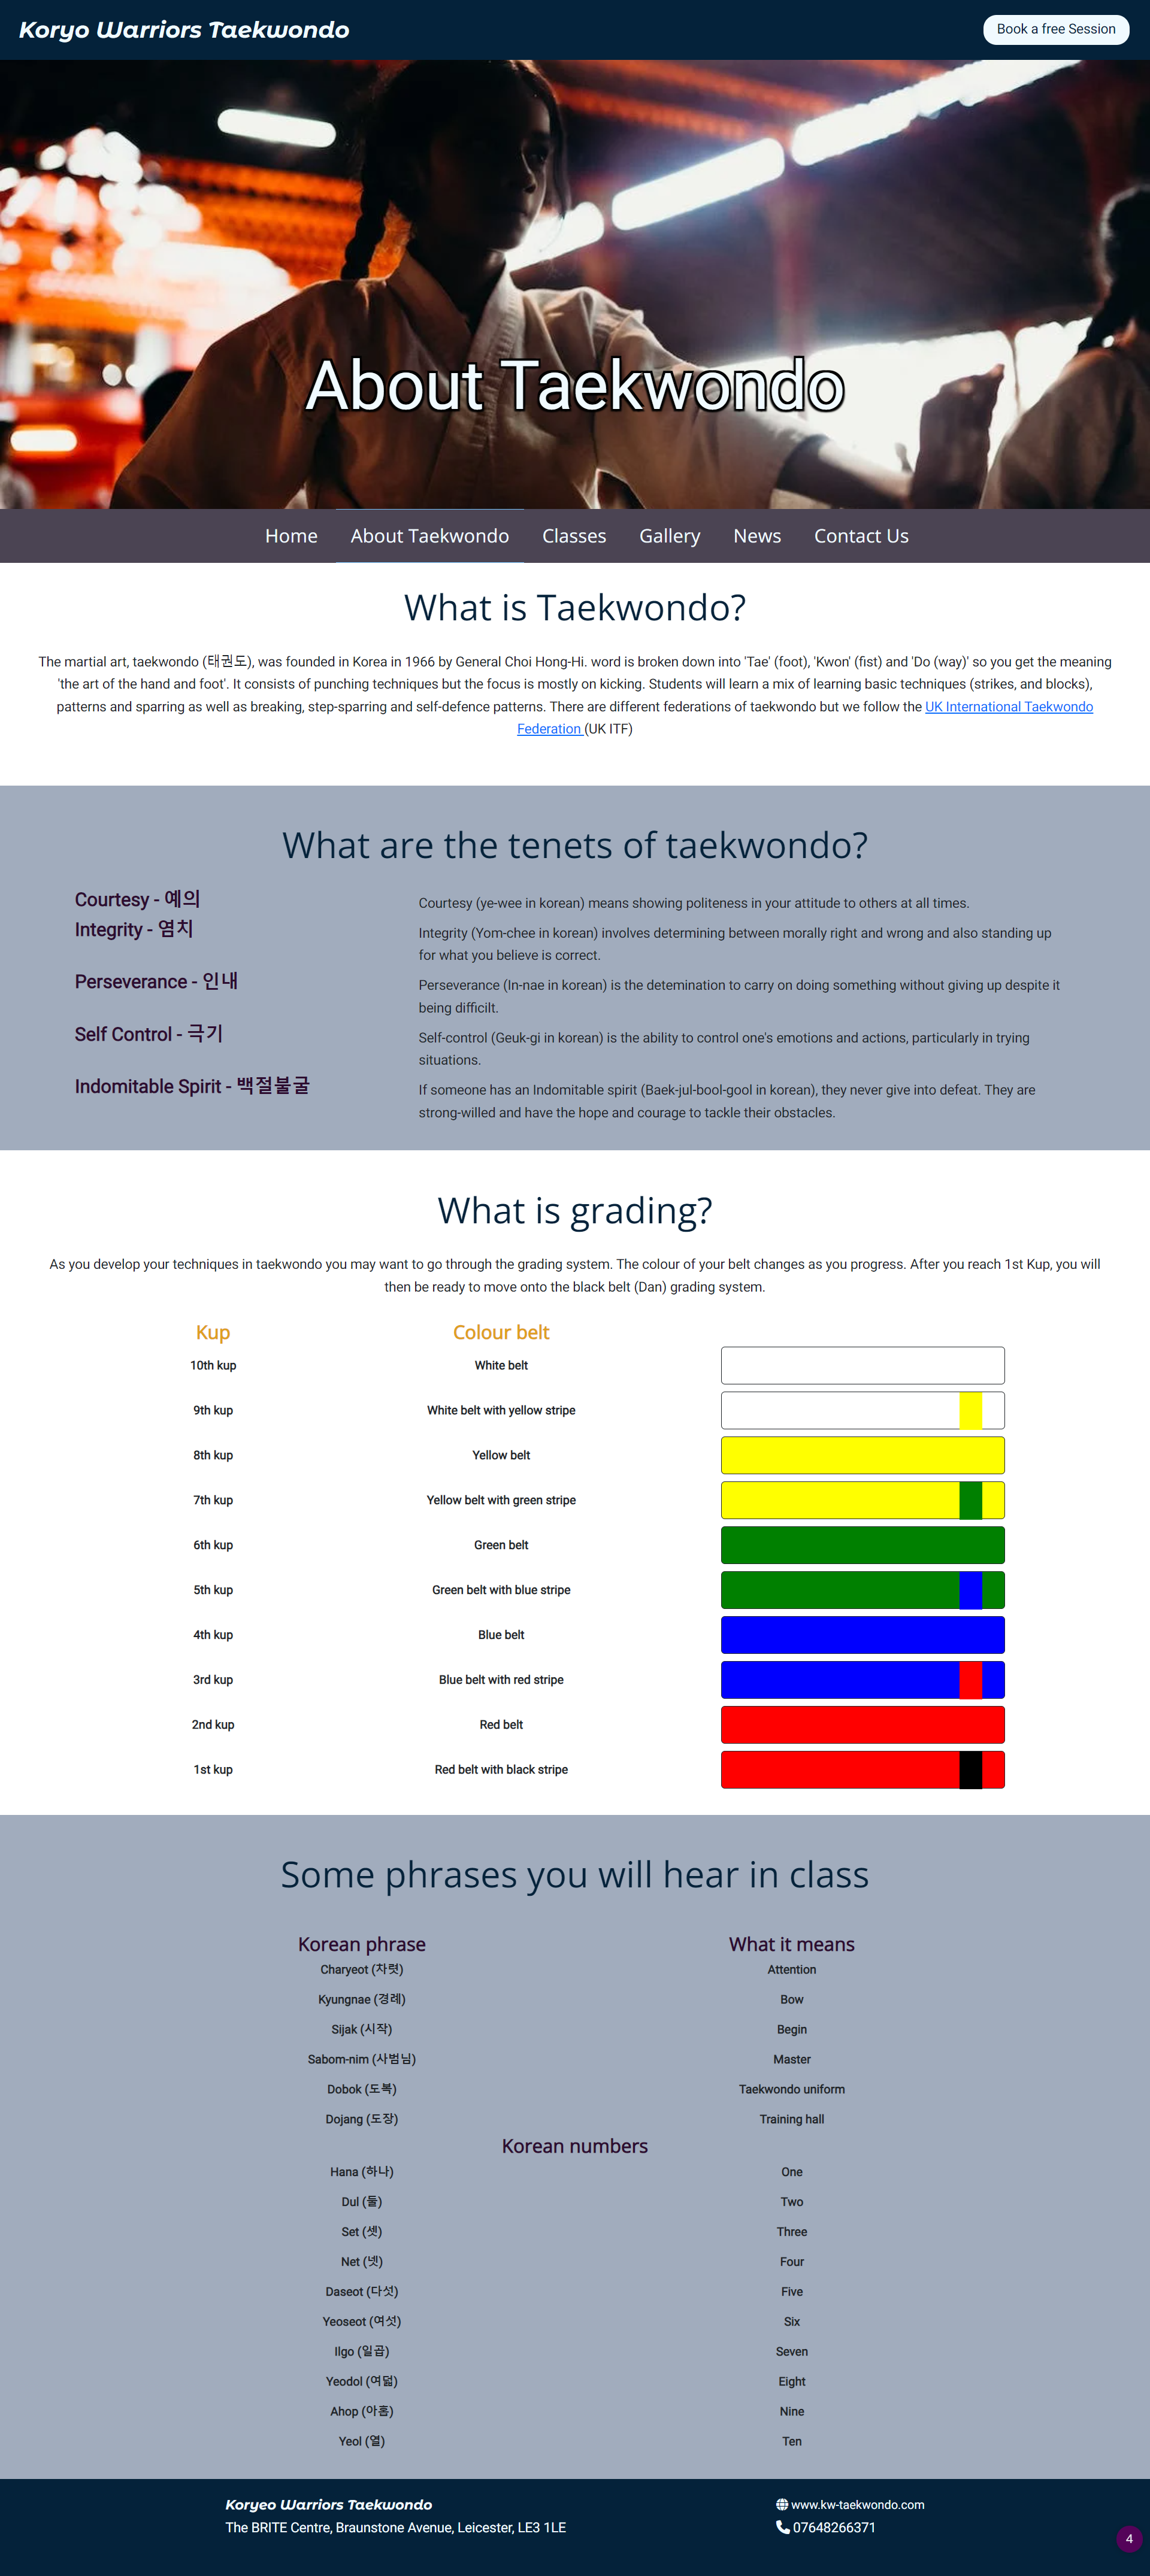 Koryo Warriors Taekwondo
Book a free Session
About Taekwondo
Home About Taekwondo Classes Gallery News Contact Us
What is Taekwondo?
The martial art, taekwondo (태권도), was founded in Korea in 1966 by General Choi Hong-Hi. word is broken down into 'Tae' (foot), 'Kwon' (fist) and 'Do (way)' so you get the meaning
'the art of the hand and foot'. It consists of punching techniques but the focus is mostly on kicking. Students will learn a mix of learning basic techniques (strikes, and blocks),
patterns and sparring as well as breaking, step-sparring and self-defence patterns. There are different federations of taekwondo but we follow the UK International Taekwondo
Federation (UK ITF)
What are the tenets of taekwondo?
Courtesy - 예의
Courtesy (ye-wee in korean) means showing politeness in your attitude to others at all times.
Integrity - 염치
Integrity (Yom-chee in korean) involves determining between morally right and wrong and also standing up
for what you believe is correct.
Perseverance - 인내
Perseverance (In-nae in korean) is the detemination to carry on doing something without giving up despite it
being difficilt.
Self Control - 극기
Self-control (Geuk-gi in korean) is the ability to control one's emotions and actions, particularly in trying
situations.
Indomitable Spirit - 백절불굴
If someone has an Indomitable spirit (Baek-jul-bool-gool in korean), they never give into defeat. They are
strong-willed and have the hope and courage to tackle their obstacles.
What is grading?
As you develop your techniques in taekwondo you may want to go through the grading system. The colour of your belt changes as you progress. After you reach 1st Kup, you will
then be ready to move onto the black belt (Dan) grading system.
Kup Colour belt
10th kup White belt
9th kup White belt with yellow stripe
8th kup Yellow belt
7th kup Yellow belt with green stripe
6th kup Green belt
5th kup Green belt with blue stripe
4th kup Blue belt
3rd kup Blue belt with red stripe
2nd kup Red belt
1st kup Red belt with black stripe
Some phrases you will hear in class
Korean phrase What it means
Charyeot (차렷) Attention
Kyungnae (경례) Bow
Sijak (시작) Begin
Sabom-nim (사범님) Master
Dobok (도복) Taekwondo uniform
Dojang (도장) Training hall
Korean numbers
Hana (하나) One
Dul (둘) Two
Set (셋) Three
Net (넷) Four
Daseot (다섯) Five
Yeoseot (여섯) Six
Ilgo (일곱) Seven
Yeodol (여덟) Eight
Ahop (아홉) Nine
Yeol (열) Ten
Koryeo Warriors Taekwondo
The BRITE Centre, Braunstone Avenue, Leicester, LE3 1LE
www.kw-taekwondo.com
07648266371
4